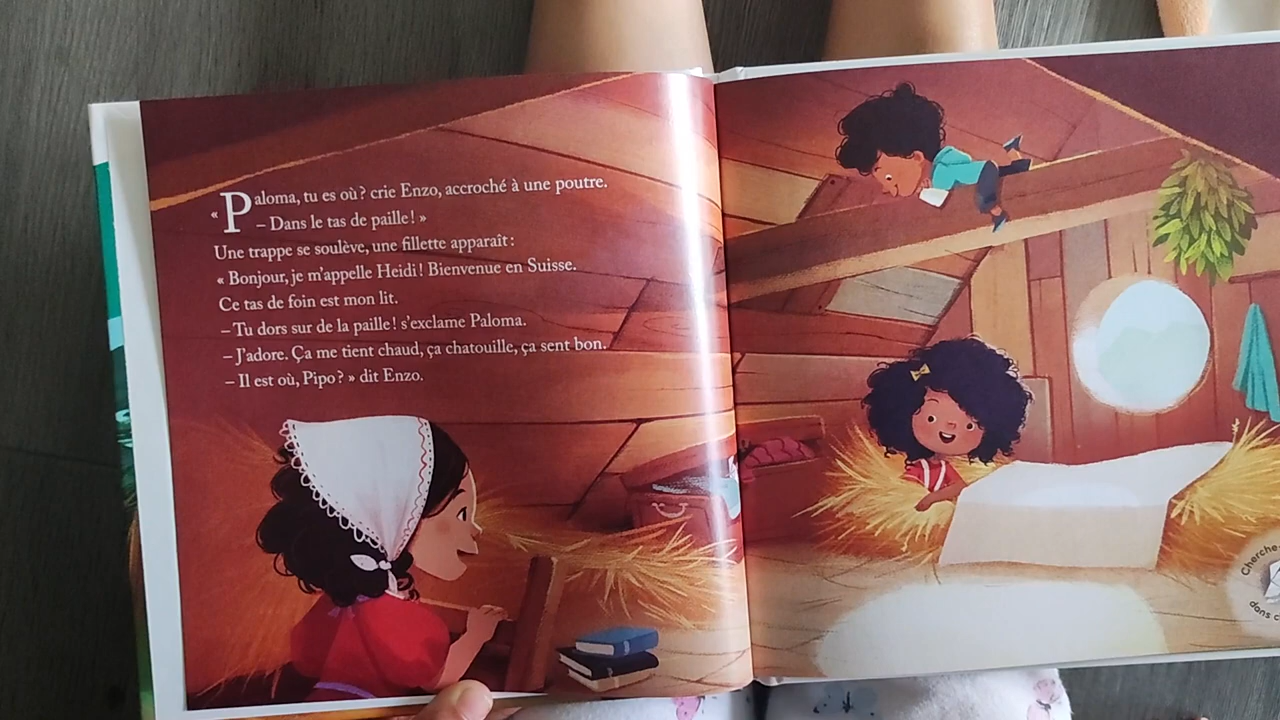 « Paloma, tu es où ? crie Enzo, accroché à une poutre.
– Dans le tas de paille ! »
Une trappe se soulève, une fillette apparaît :
« Bonjour, je m'appelle Heidi ! Bienvenue en Suisse.
Ce tas de foin est mon lit.
– Tu dors sur de la paille ! s'exclame Paloma.
– J'adore. Ça me tient chaud, ça chatouille, ça sent bon.
– Il est où, Pipo ? » dit Enzo.
dans